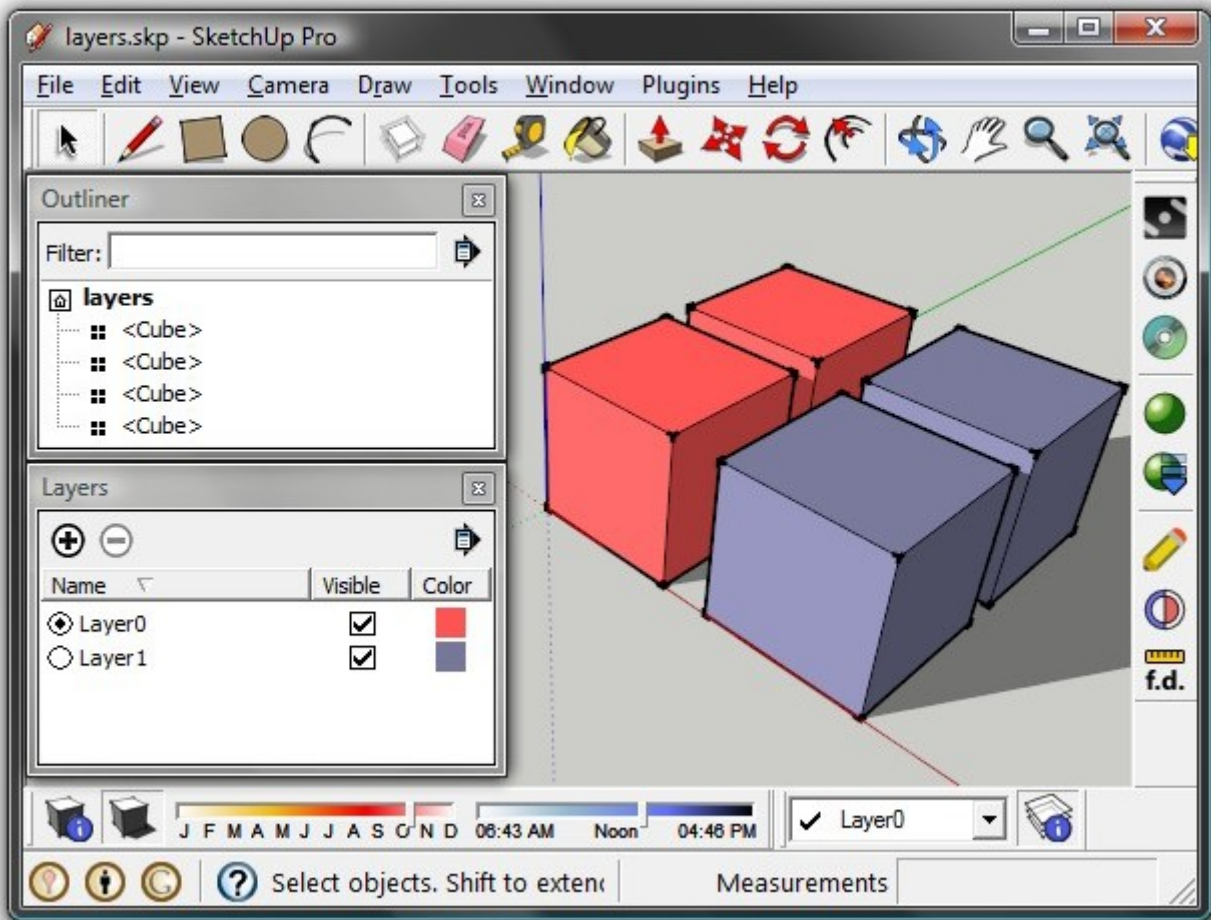 layers.skp - SketchUp Pro
File Edit View Camera Draw Tools Window Plugins Help
Outliner
Filter:
layers
<Cube>
<Cube>
<Cube>
<Cube>
Layers
Name Visible Color
Layer0
Layer1
f.d.
J F M A M J J A S O N D 06:43 AM Noon 04:46 PM Layer0
Select objects. Shift to extend Measurements